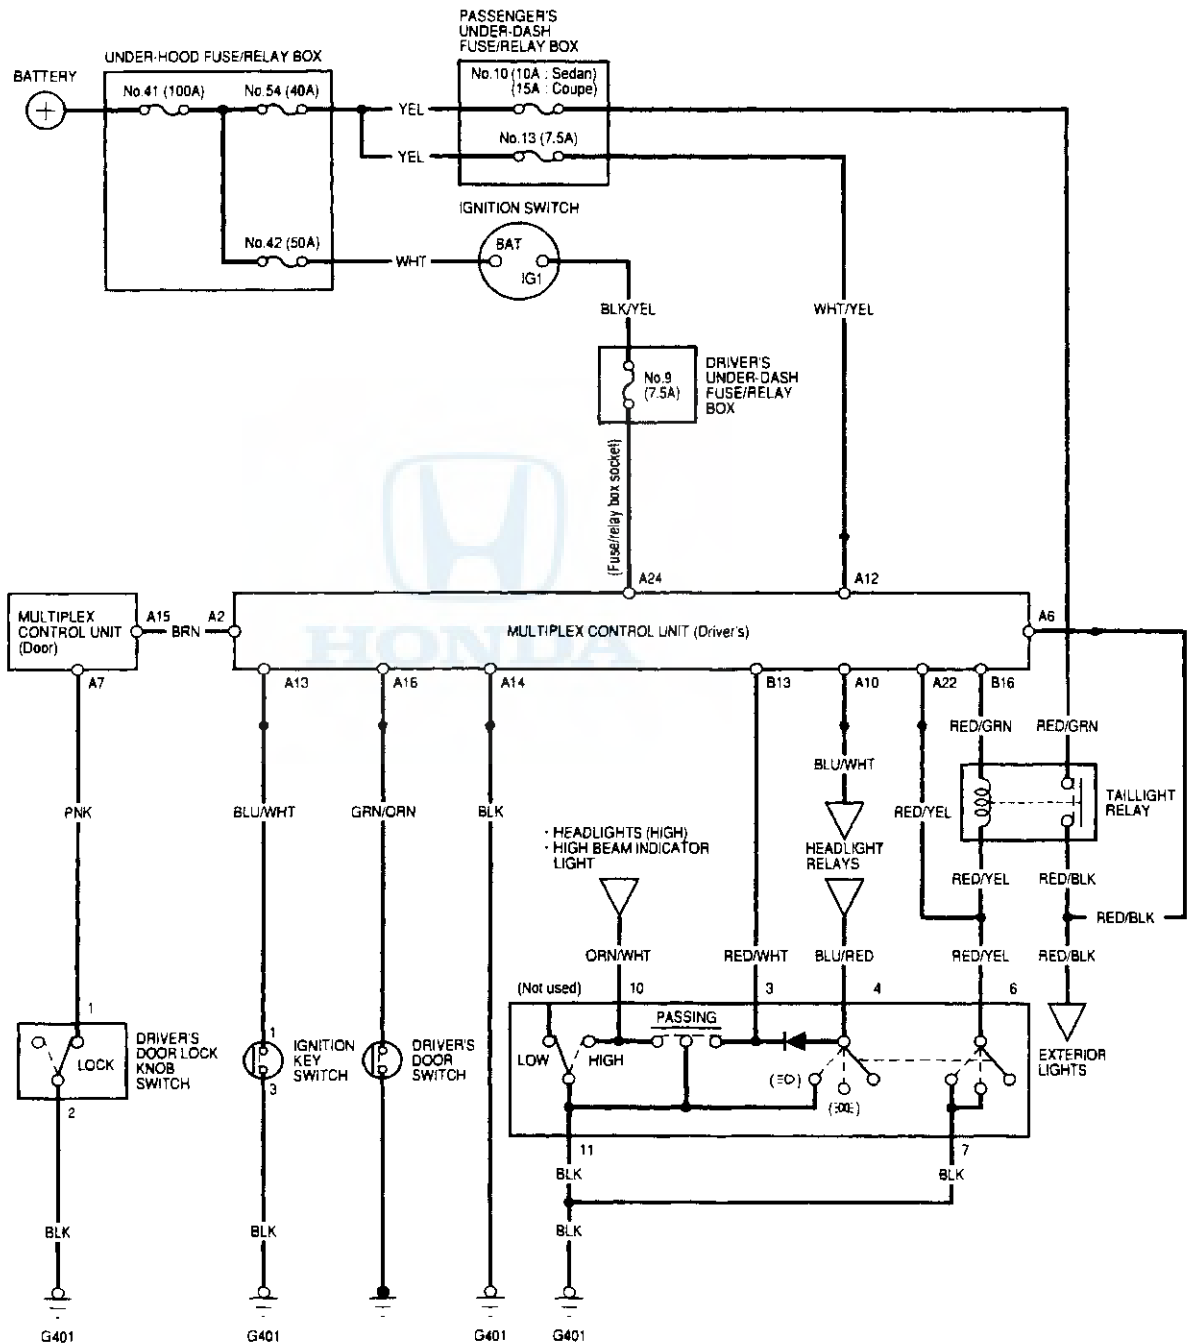 PASSENGER'S
UNDER-DASH
FUSE/RELAY BOX
UNDER-HOOD FUSE/RELAY BOX
BATTERY
No.41 (100A)
No.54 (40A)
No.10 (10A : Sedan)
(15A : Coupe)
YEL
No.13 (7.5A)
YEL
IGNITION SWITCH
No.42 (50A)
WHT
BAT
IG1
BLK/YEL
WHT/YEL
No.9
(7.5A)
DRIVER'S
UNDER-DASH
FUSE/RELAY
BOX
(Fuse/relay box socket)
A24
A12
MULTIPLEX
CONTROL UNIT
(Door)
A15
BRN
A2
MULTIPLEX CONTROL UNIT (Driver's)
A6
HONDA
A7
A13
A16
A14
B13
A10
A22
B16
RED/GRN
RED/GRN
BLU/WHT
PNK
BLU/WHT
GRN/ORN
BLK
RED/YEL
TAILLIGHT
RELAY
· HEADLIGHTS (HIGH)
· HIGH BEAM INDICATOR
LIGHT
HEADLIGHT
RELAYS
RED/YEL
RED/BLK
RED/BLK
ORN/WHT
RED/WHT
BLU/RED
RED/YEL
RED/BLK
(Not used)
10
3
4
6
1
LOCK
2
DRIVER'S
DOOR LOCK
KNOB
SWITCH
1
3
IGNITION
KEY
SWITCH
DRIVER'S
DOOR
SWITCH
PASSING
LOW
HIGH
EXTERIOR
LIGHTS
11
7
BLK
BLK
BLK
BLK
BLK
G401
G401
G401
G401